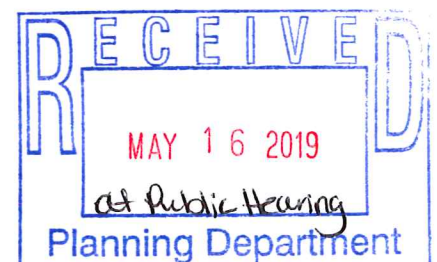 RECEIVED
MAY 16 2019
at Public Hearing
Planning Department